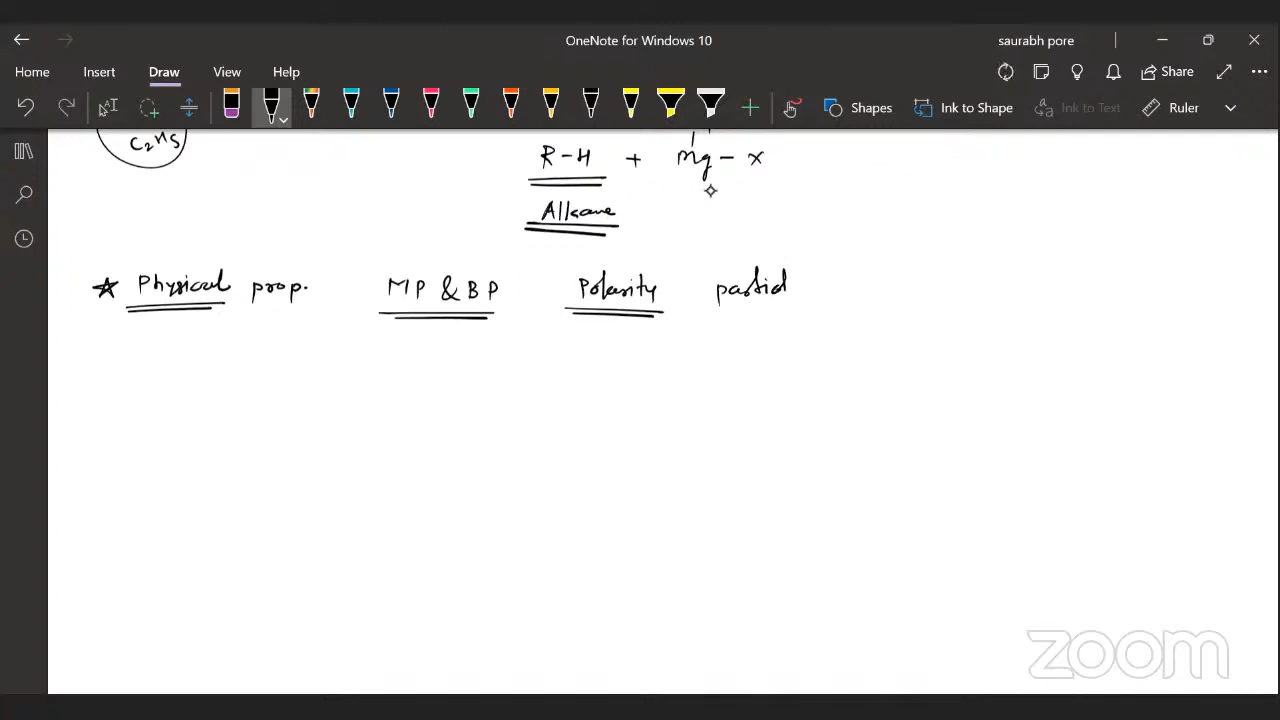 OneNote for Windows 10
saurabh pore
Home Insert Draw View Help
Share
Shapes Ink to Shape Ink to Text Ruler
C2H5
R-H + Mg - X
Alkane
Physical prop. MP & BP Polarity partial
zoom